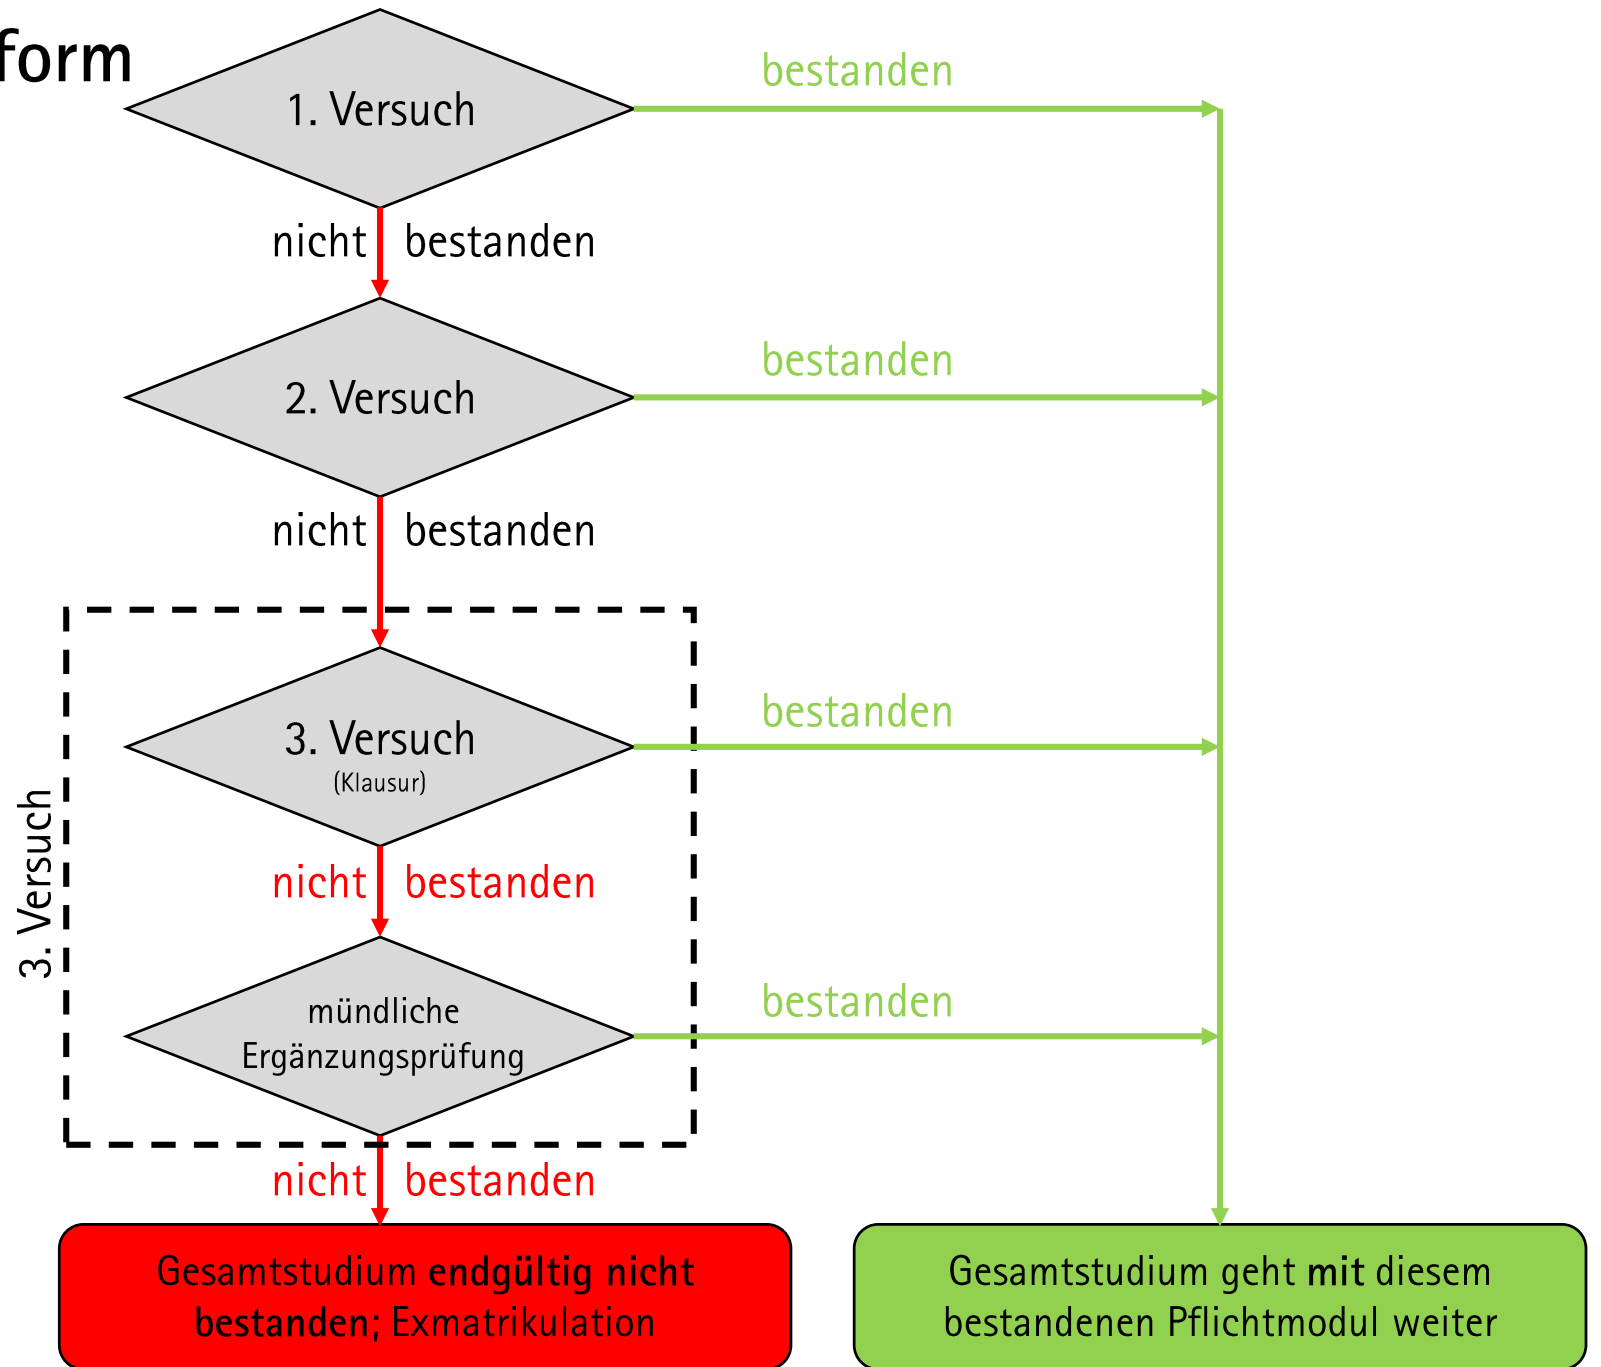 form
1. Versuch
bestanden
nicht bestanden
2. Versuch
bestanden
nicht bestanden
3. Versuch
3. Versuch
(Klausur)
bestanden
nicht bestanden
mündliche
Ergänzungsprüfung
bestanden
nicht bestanden
Gesamtstudium endgültig nicht
bestanden; Exmatrikulation
Gesamtstudium geht mit diesem
bestandenen Pflichtmodul weiter